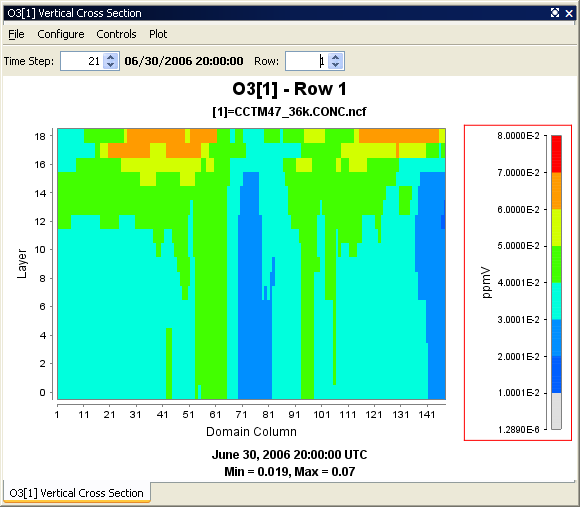 O3[1] Vertical Cross Section
File Configure Controls Plot
Time Step: 21 06/30/2006 20:00:00 Row: 1
O3[1] - Row 1
[1]=CCTM47_36k.CONC.ncf
18
16
14
12
10
8
6
4
2
0
Layer
1 11 21 31 41 51 61 71 81 91 101 111 121 131 141
Domain Column
8.0000E-2
7.0001E-2
6.0000E-2
5.0000E-2
4.0001E-2
3.0001E-2
2.0001E-2
1.0001E-2
1.2890E-6
ppmV
June 30, 2006 20:00:00 UTC
Min = 0.019, Max = 0.07
O3[1] Vertical Cross Section